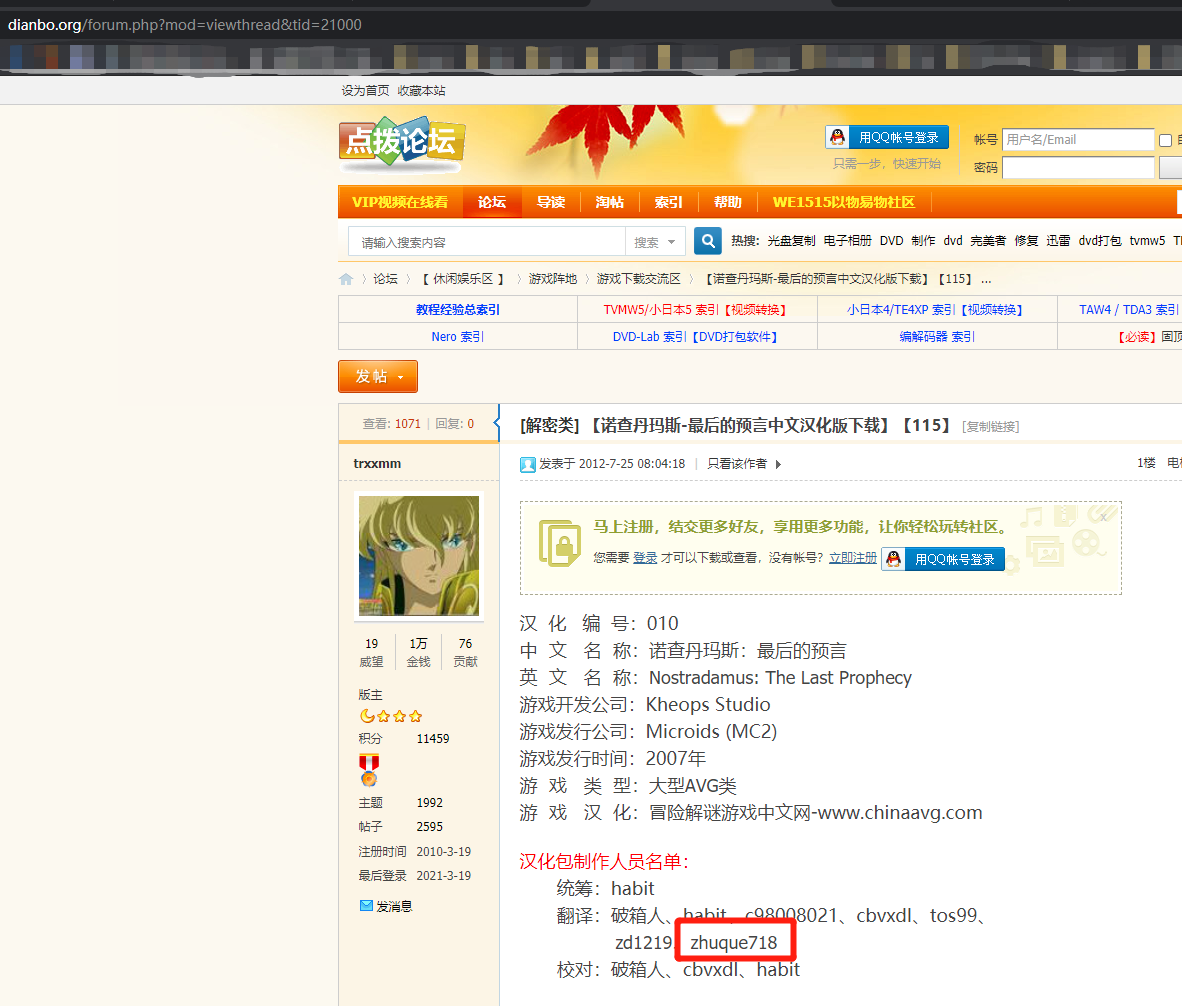 dianbo.org/forum.php?mod=viewthread&tid=21000
设为首页 收藏本站
点拨论坛
用QQ帐号登录
只需一步，快速开始
帐号 用户名/Email
密码
VIP视频在线看 论坛 导读 淘帖 索引 帮助 WE1515以物易物社区
请输入搜索内容 搜索 热搜: 光盘复制 电子相册 DVD 制作 dvd 完美者 修复 迅雷 dvd打包 tvmw5
论坛 【 休闲娱乐区 】 游戏阵地 游戏下载交流区 【诺查丹玛斯-最后的预言中文汉化版下载】【115】 ...
教程经验总索引 TVMW5/小日本5 索引【视频转换】 小日本4/TE4XP 索引【视频转换】 TAW4 / TDA3 索引
Nero 索引 DVD-Lab 索引【DVD打包软件】 编解码器 索引 【必读】固顶
发帖
查看: 1071 | 回复: 0
[解密类] 【诺查丹玛斯-最后的预言中文汉化版下载】【115】 [复制链接]
trxxmm
发表于 2012-7-25 08:04:18 | 只看该作者
1楼
马上注册，结交更多好友，享用更多功能，让你轻松玩转社区。
x
您需要 登录 才可以下载或查看，没有帐号？立即注册 用QQ帐号登录
19 1万 76
威望 金钱 贡献
版主
积分 11459
主题 1992
帖子 2595
注册时间 2010-3-19
最后登录 2021-3-19
发消息
汉 化 编 号：010
中 文 名 称：诺查丹玛斯：最后的预言
英 文 名 称：Nostradamus: The Last Prophecy
游戏开发公司：Kheops Studio
游戏发行公司：Microids (MC2)
游戏发行时间：2007年
游 戏 类 型：大型AVG类
游 戏 汉 化：冒险解谜游戏中文网-www.chinaavg.com
汉化包制作人员名单：
统筹：habit
翻译：破箱人、habit、c98008021、cbvxdl、tos99、
zd1219 zhuque718
校对：破箱人、cbvxdl、habit